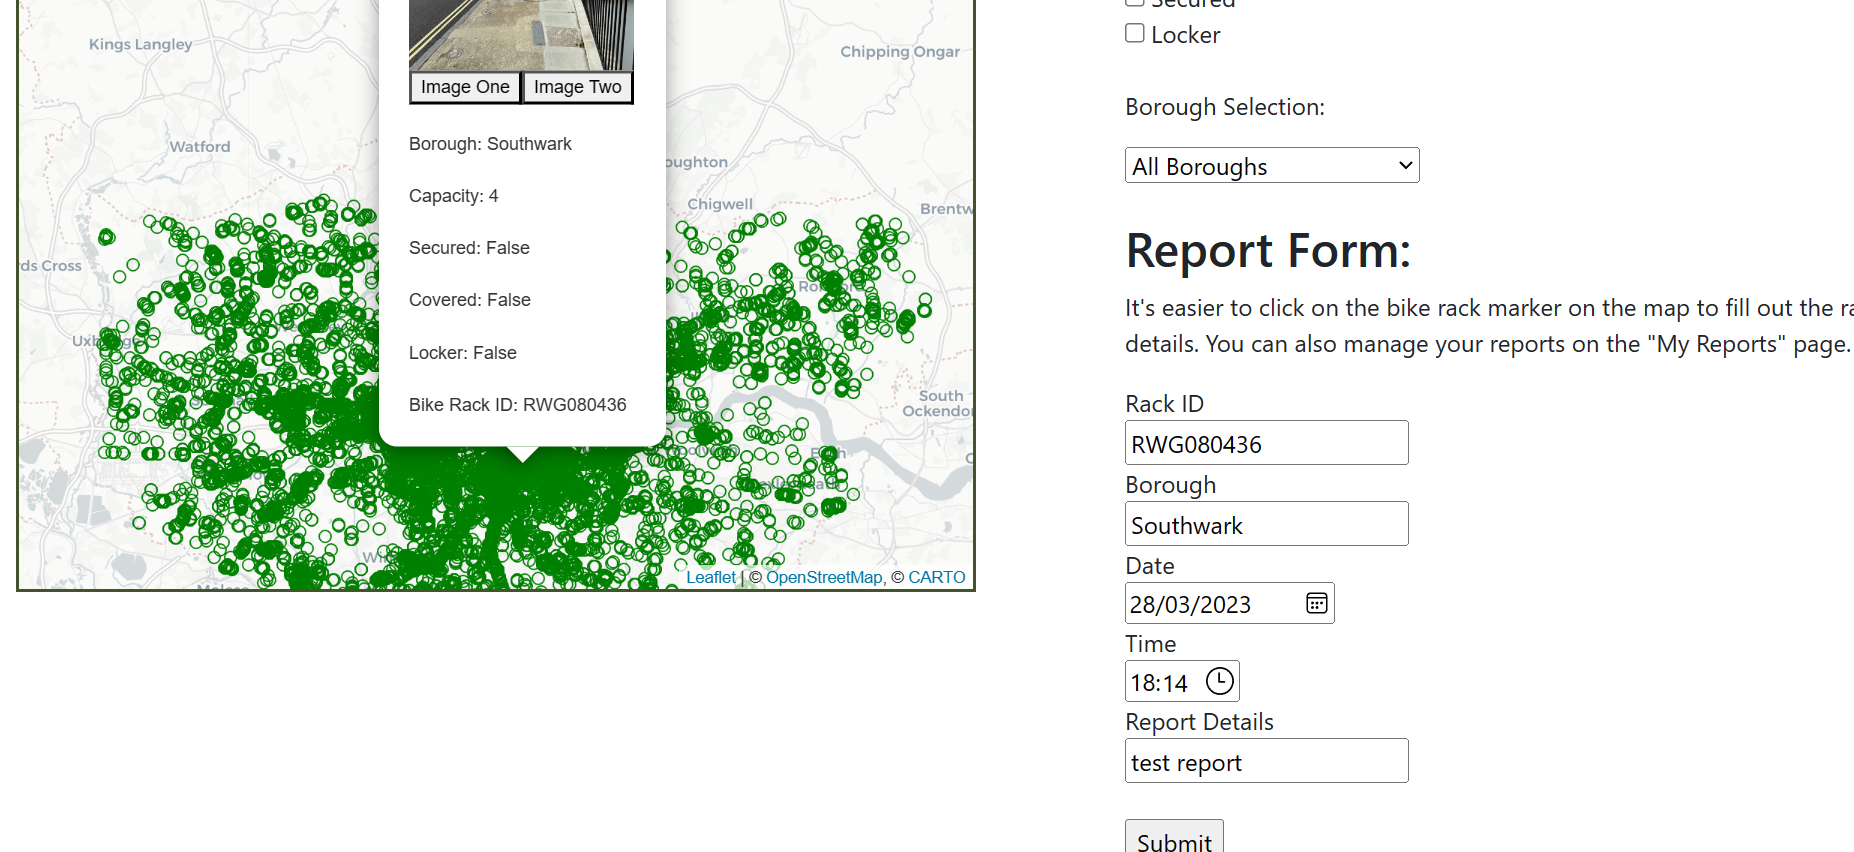 Kings Langley
Chipping Ongar
Watford
oughton
Chigwell
Brentw
rds Cross
South
Ockendo
Image One
Image Two
Borough: Southwark
Capacity: 4
Secured: False
Covered: False
Locker: False
Bike Rack ID: RWG080436
Leaflet | © OpenStreetMap, © CARTO
Secured
Locker
Borough Selection:
All Boroughs
Report Form:
It's easier to click on the bike rack marker on the map to fill out the ra
details. You can also manage your reports on the "My Reports" page.
Rack ID
RWG080436
Borough
Southwark
Date
28/03/2023
Time
18:14
Report Details
test report
Submit